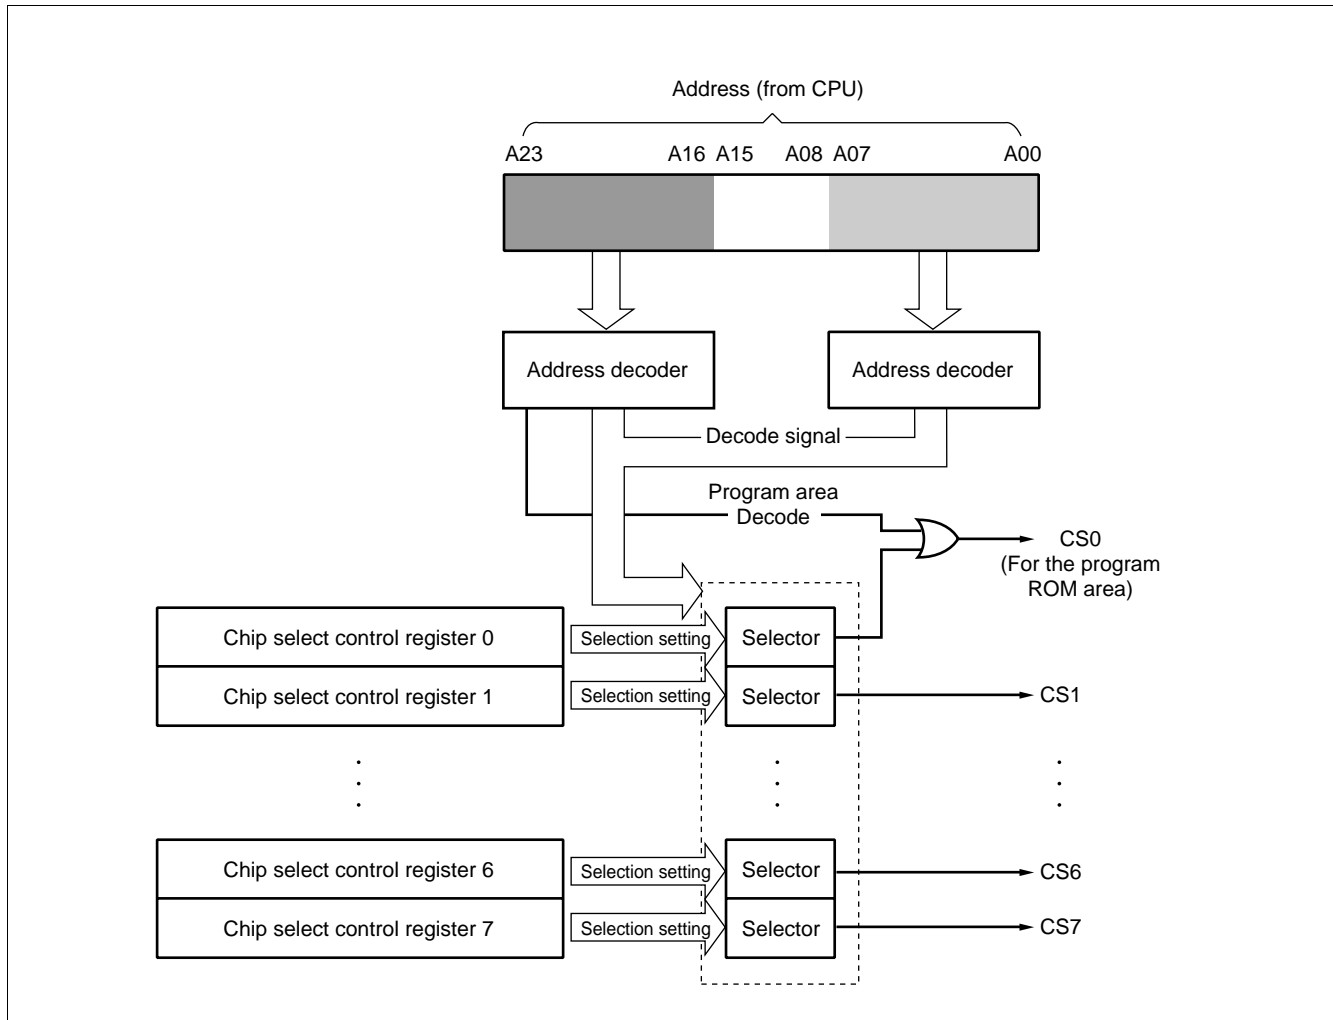 Address (from CPU)
A23 A16 A15 A08 A07 A00
Address decoder Address decoder
Decode signal
Program area
Decode
CS0
(For the program
ROM area)
Chip select control register 0 Selection setting Selector
Chip select control register 1 Selection setting Selector CS1
Chip select control register 6 Selection setting Selector CS6
Chip select control register 7 Selection setting Selector CS7